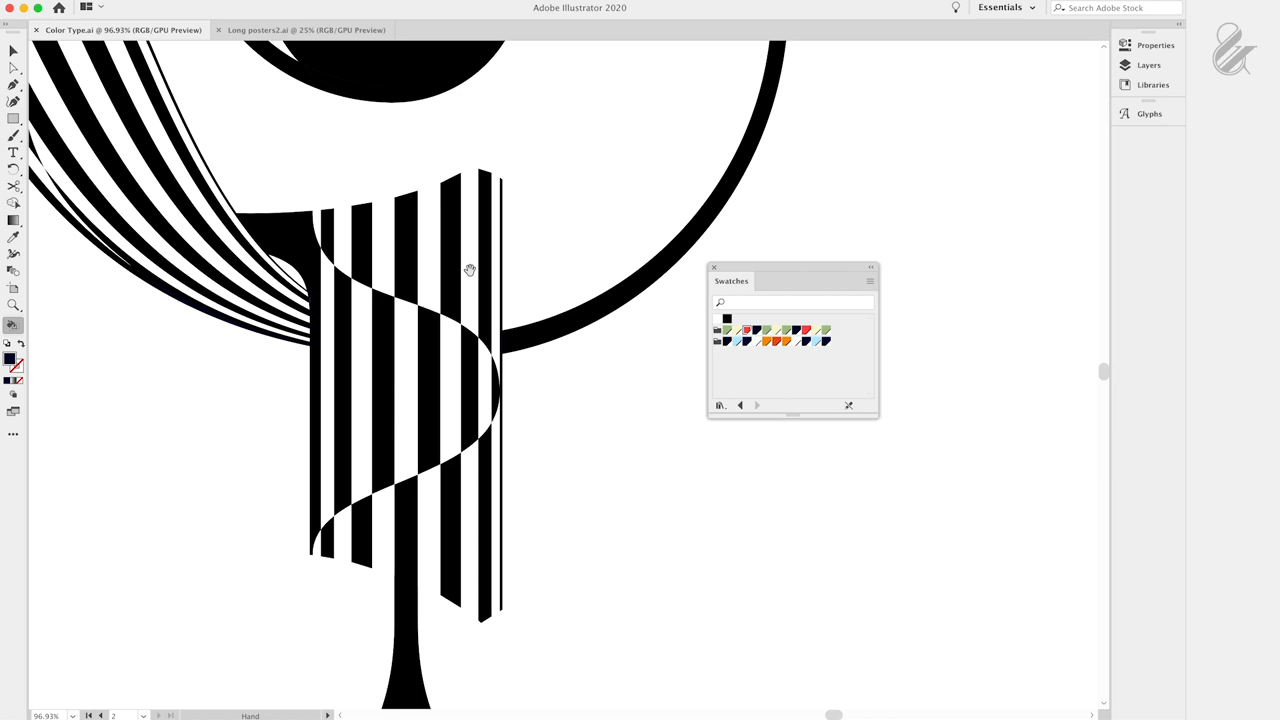 Adobe Illustrator 2020
Essentials
Search Adobe Stock
Color Type.ai @ 96.93% (RGB/GPU Preview)
Long posters2.ai @ 25% (RGB/GPU Preview)
Properties
Layers
Libraries
Glyphs
Swatches
96.93%
2
Hand